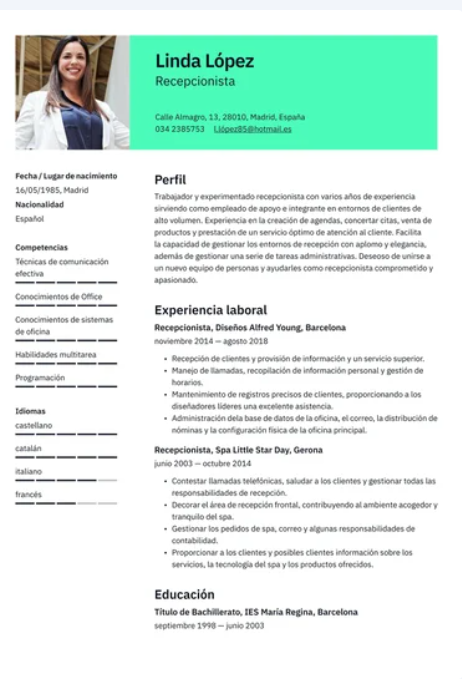 Linda López
Recepcionista
Calle Almagro, 13, 28010, Madrid, España
034 2385753 l.lópez85@hotmail.es
Fecha / Lugar de nacimiento
16/05/1985, Madrid
Nacionalidad
Español
Competencias
Técnicas de comunicación
efectiva
Conocimientos de Office
Conocimientos de sistemas
de oficina
Habilidades multitarea
Programación
Idiomas
castellano
catalán
italiano
francés
Perfil
Trabajador y experimentado recepcionista con varios años de experiencia
sirviendo como empleado de apoyo e integrante en entornos de clientes de
alto volumen. Experiencia en la creación de agendas, concertar citas, venta de
productos y prestación de un servicio óptimo de atención al cliente. Facilita
la capacidad de gestionar los entornos de recepción con aplomo y elegancia,
además de gestionar una serie de tareas administrativas. Deseoso de unirse a
un nuevo equipo de personas y ayudarles como recepcionista comprometido y
apasionado.
Experiencia laboral
Recepcionista, Diseños Alfred Young, Barcelona
noviembre 2014 — agosto 2018
• Recepción de clientes y provisión de información y un servicio superior.
• Manejo de llamadas, recopilación de información personal y gestión de
horarios.
• Mantenimiento de registros precisos de clientes, proporcionando a los
diseñadores líderes una excelente asistencia.
• Administración dela base de datos de la oficina, el correo, la distribución de
nóminas y la configuración física de la oficina principal.
Recepcionista, Spa Little Star Day, Gerona
junio 2003 — octubre 2014
• Contestar llamadas telefónicas, saludar a los clientes y gestionar todas las
responsabilidades de recepción.
• Decorar el área de recepción frontal, contribuyendo al ambiente acogedor y
tranquilo del spa.
• Gestionar los pedidos de spa, correo y algunas responsabilidades de
contabilidad.
• Proporcionar a los clientes y posibles clientes información sobre los
servicios, la tecnología del spa y los productos ofrecidos.
Educación
Título de Bachillerato, IES María Regina, Barcelona
septiembre 1998 — junio 2003